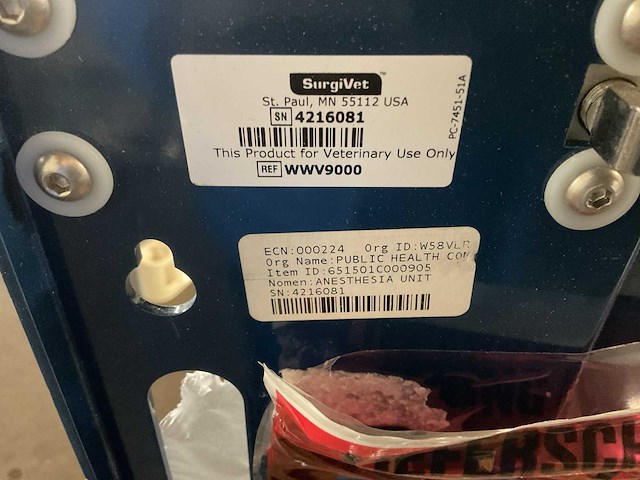 SurgiVet™
St. Paul, MN 55112 USA
SN 4216081
This Product for Veterinary Use Only
REF WWV9000
PC-7451-51A
ECN:000224 Org ID:W58VLR
Org Name:PUBLIC HEALTH COM
Item ID:651501C000905
Nomen:ANESTHESIA UNIT
SN:4216081